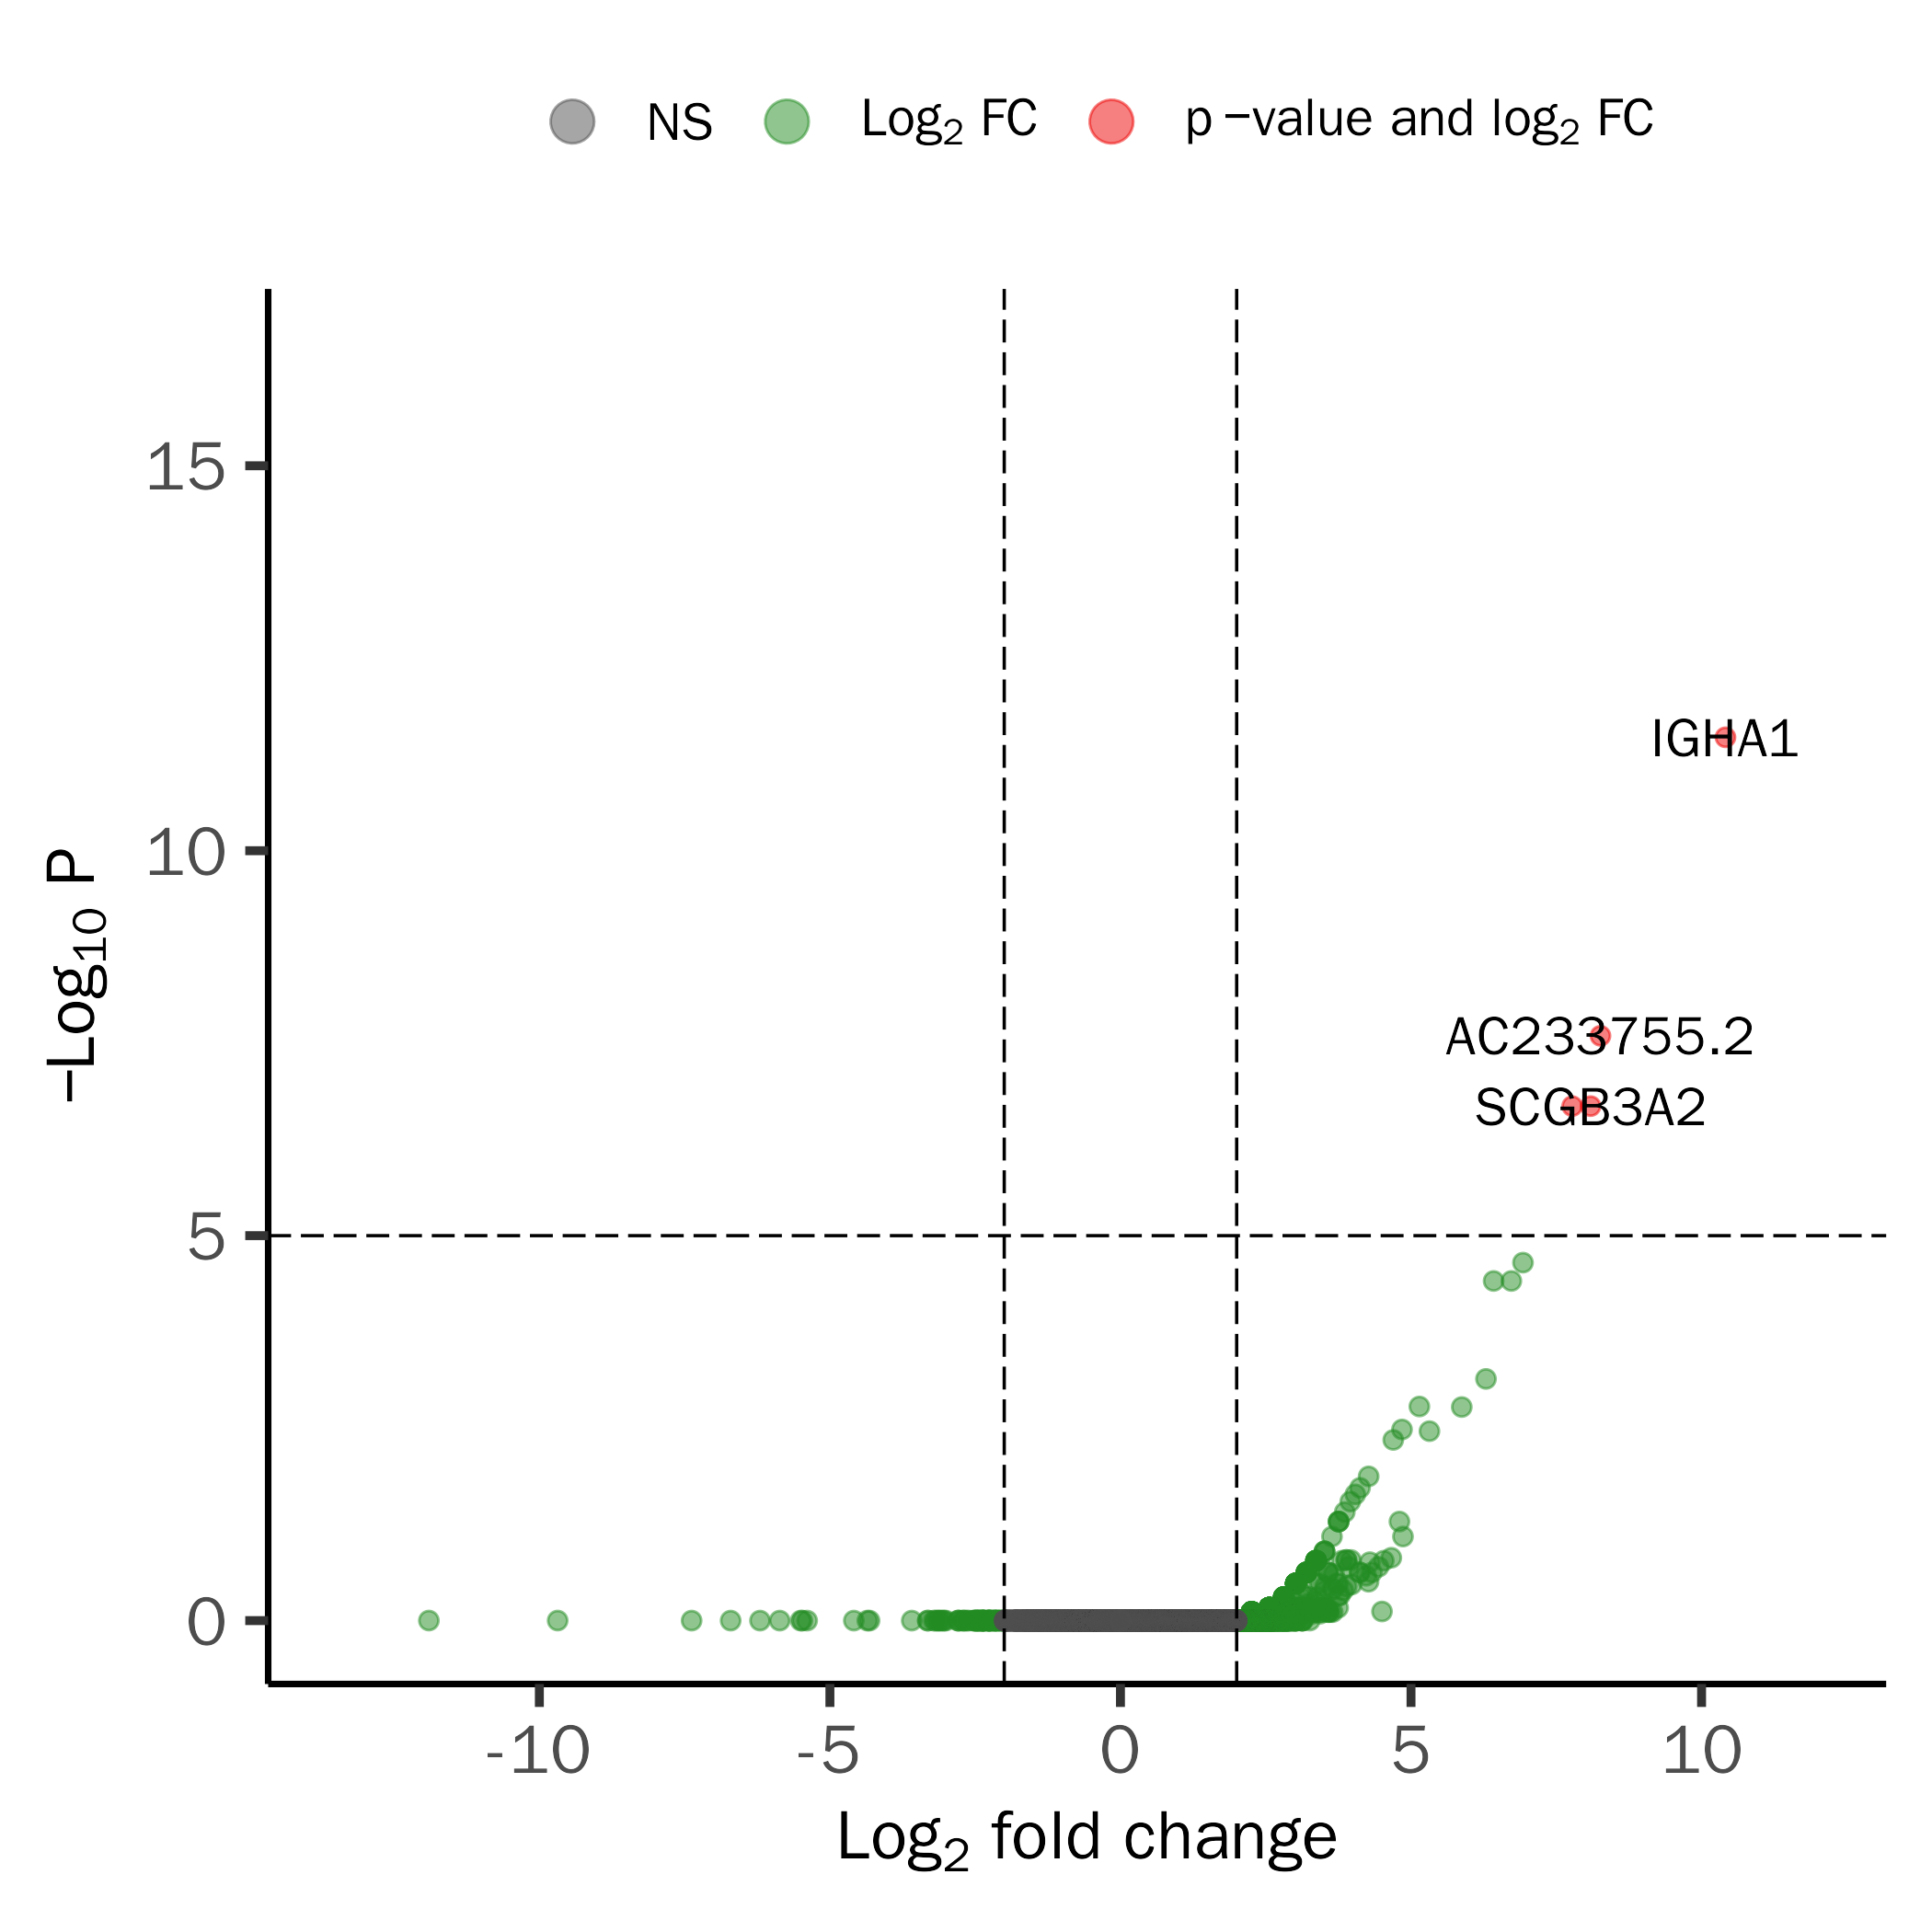 NS Log₂ FC p −value and log₂ FC
15
10
5
0
−Log₁₀ P
IGHA1
AC233755.2
SCGB3A2
-10 -5 0 5 10
Log₂ fold change